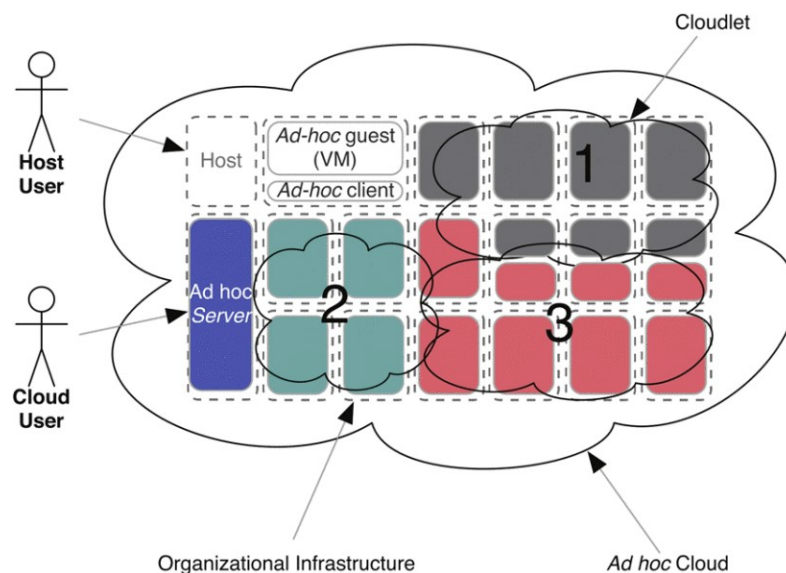 Cloudlet
Host
User
Host
Ad-hoc guest
(VM)
Ad-hoc client
1
Ad hoc
Server
2
3
Cloud
User
Organizational Infrastructure
Ad hoc Cloud